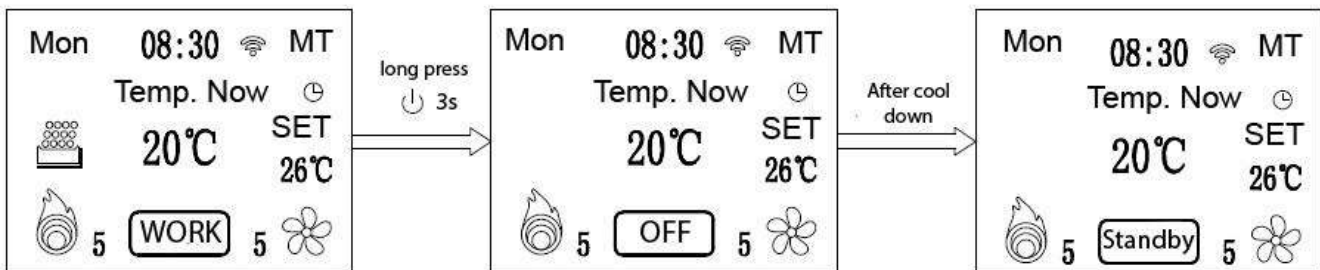 Mon 08:30 MT
Temp. Now
SET
20℃
26℃
5 WORK 5
long press
3s
Mon 08:30 MT
Temp. Now
SET
20℃
26℃
5 OFF 5
After cool
down
Mon 08:30 MT
Temp. Now
SET
20℃
26℃
5 Standby 5